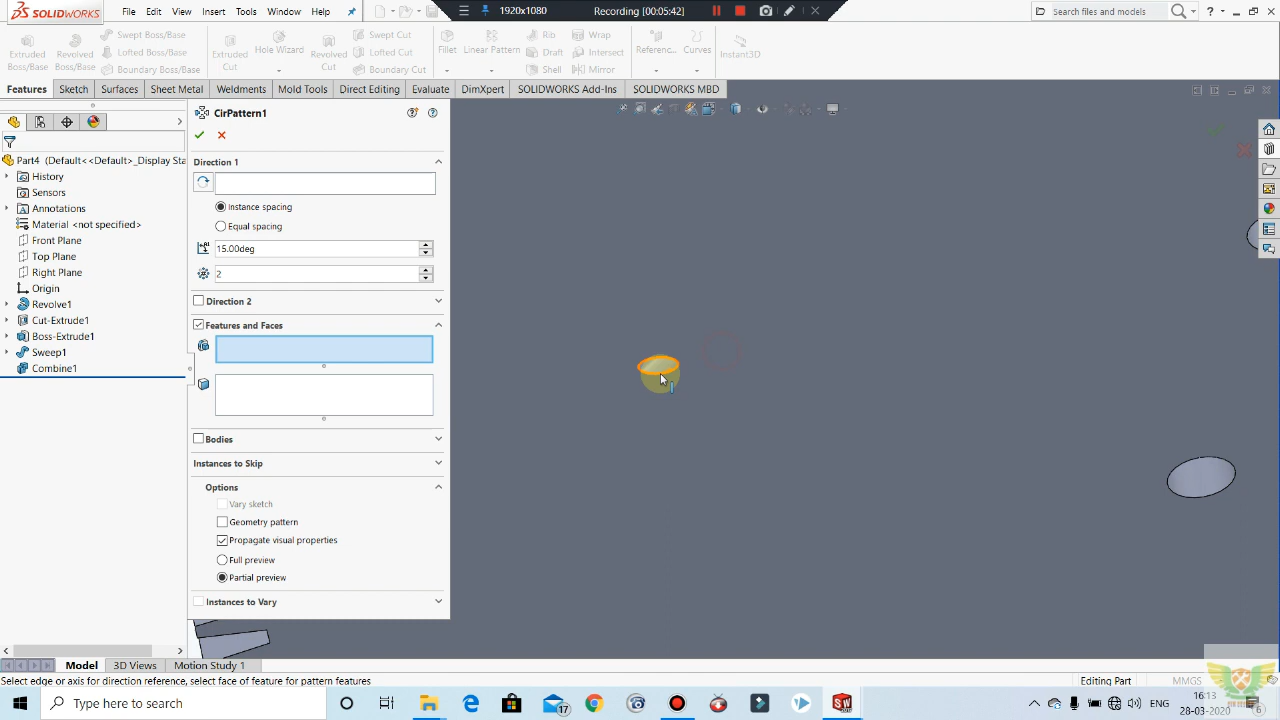 SOLIDWORKS
File Edit View Insert Tools Window Help
1920x1080 Recording [00:05:42]
search files and models
Extruded Boss/Base
Revolved Boss/Base
Swept Boss/Base
Lofted Boss/Base
Boundary Boss/Base
Extruded Cut
Hole Wizard
Revolved Cut
Swept Cut
Lofted Cut
Boundary Cut
Fillet
Linear Pattern
Rib
Draft
Shell
Wrap
Intersect
Mirror
Referenc...
Curves
Instant3D
Features Sketch Surfaces Sheet Metal Weldments Mold Tools Direct Editing Evaluate DimXpert SOLIDWORKS Add-Ins SOLIDWORKS MBD
Part4 (Default<<Default>_Display Sta
History
Sensors
Annotations
Material <not specified>
Front Plane
Top Plane
Right Plane
Origin
Revolve1
Cut-Extrude1
Boss-Extrude1
Sweep1
Combine1
CirPattern1
Direction 1
Instance spacing
Equal spacing
15.00deg
2
Direction 2
Features and Faces
Bodies
Instances to Skip
Options
Vary sketch
Geometry pattern
Propagate visual properties
Full preview
Partial preview
Instances to Vary
Model 3D Views Motion Study 1
Select edge or axis for direction reference, select face of feature for pattern features
Editing Part
MMGS
Type here to search
17
ENG
16:13
28-03-2020
6